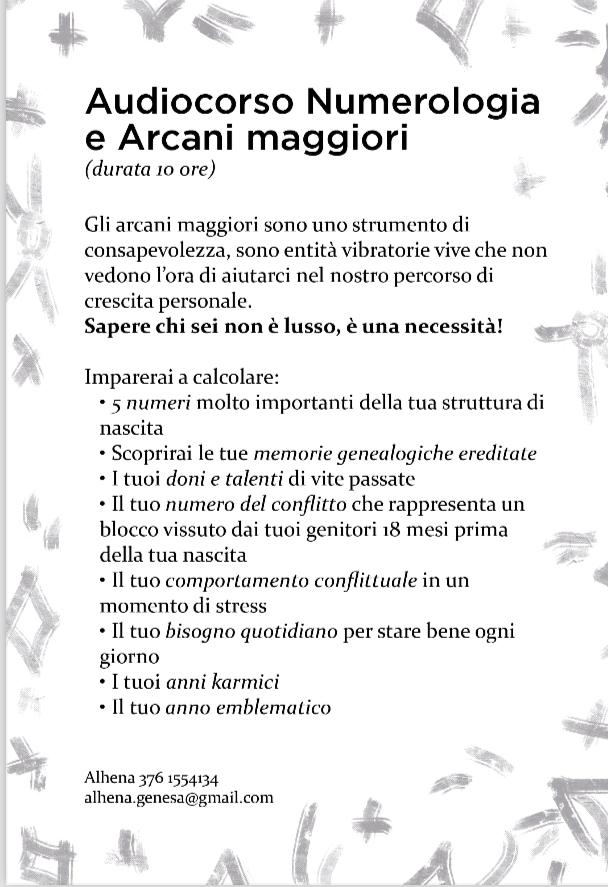 Audiocorso Numerologia
e Arcani maggiori
(durata 10 ore)
Gli arcani maggiori sono uno strumento di
consapevolezza, sono entità vibratorie vive che non
vedono l'ora di aiutarci nel nostro percorso di
crescita personale.
Sapere chi sei non è lusso, è una necessità!
Imparerai a calcolare:
• 5 numeri molto importanti della tua struttura di
nascita
• Scoprirai le tue memorie genealogiche ereditate
• I tuoi doni e talenti di vite passate
• Il tuo numero del conflitto che rappresenta un
blocco vissuto dai tuoi genitori 18 mesi prima
della tua nascita
• Il tuo comportamento conflittuale in un
momento di stress
• Il tuo bisogno quotidiano per stare bene ogni
giorno
• I tuoi anni karmici
• Il tuo anno emblematico
Alhena 376 1554134
alhena.genesa@gmail.com